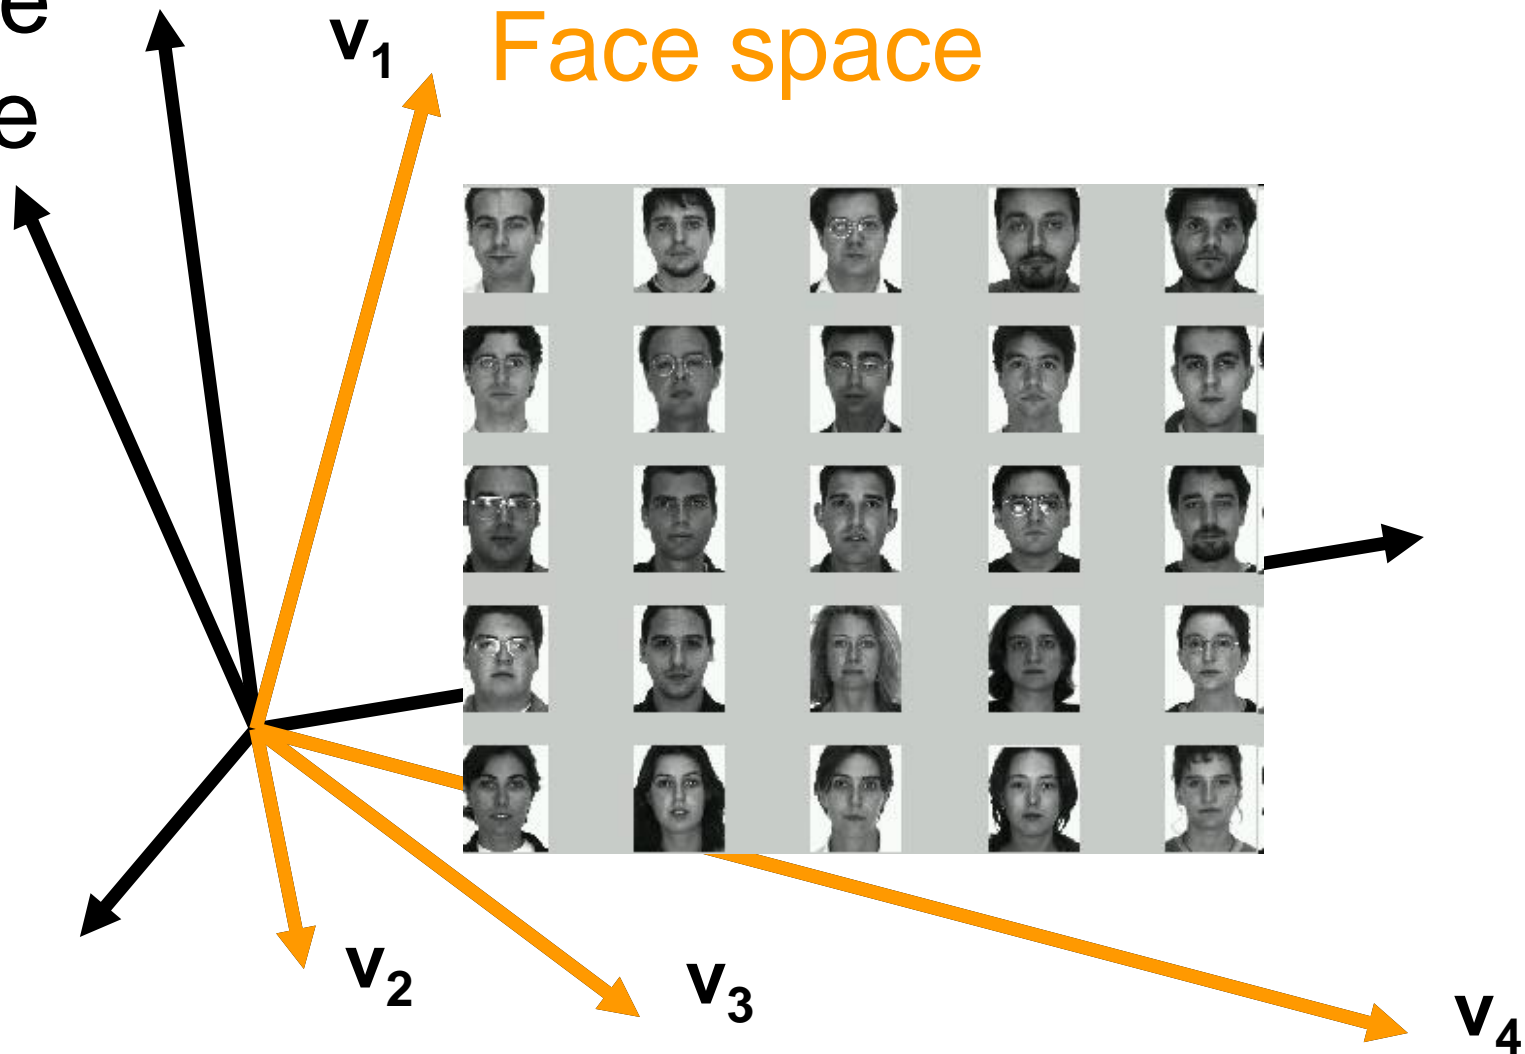 e
v₁ Face space
e
v₂
v₃
v₄